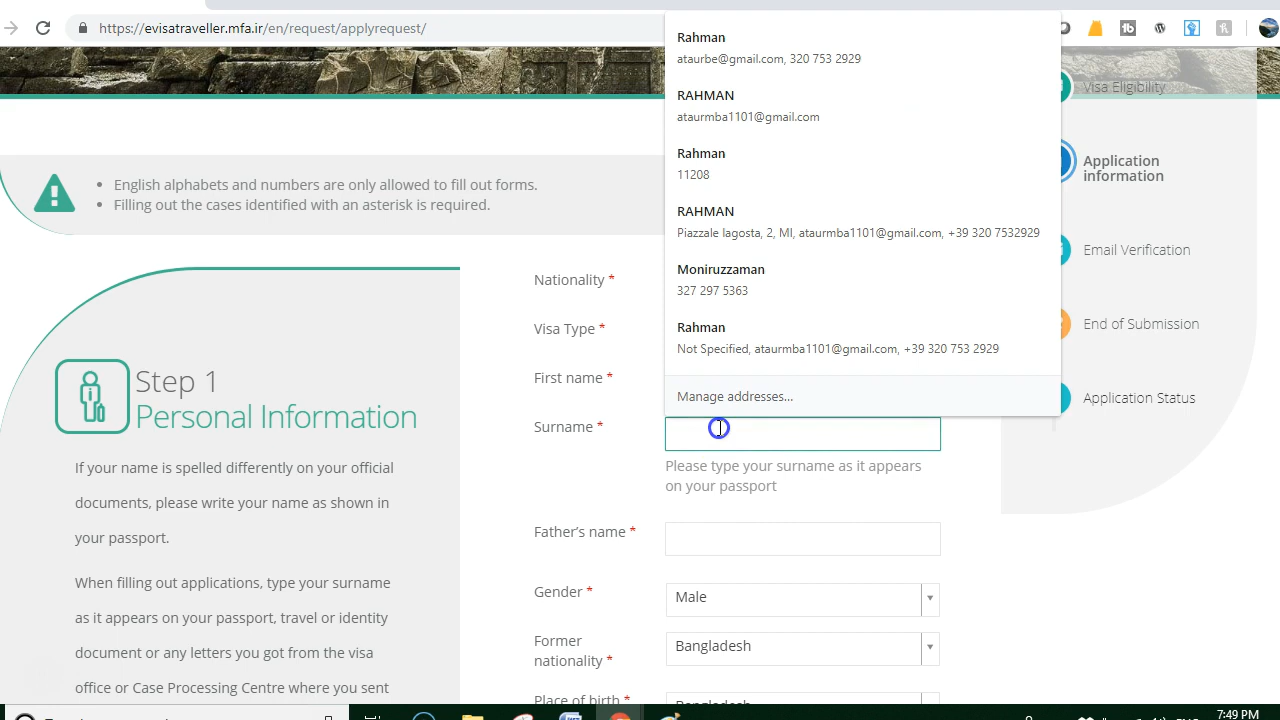 https://evisatraveller.mfa.ir/en/request/applyrequest/
Rahman
ataurbe@gmail.com, 320 753 2929
RAHMAN
ataurmba1101@gmail.com
Rahman
11208
RAHMAN
Piazzale lagosta, 2, MI, ataurmba1101@gmail.com, +39 320 7532929
Moniruzzaman
327 297 5363
Rahman
Not Specified, ataurmba1101@gmail.com, +39 320 753 2929
Manage addresses...
Visa Eligibility
Application
information
Email Verification
End of Submission
Application Status
• English alphabets and numbers are only allowed to fill out forms.
• Filling out the cases identified with an asterisk is required.
Step 1
Personal Information
If your name is spelled differently on your official
documents, please write your name as shown in
your passport.
When filling out applications, type your surname
as it appears on your passport, travel or identity
document or any letters you got from the visa
office or Case Processing Centre where you sent
Nationality *
Visa Type *
First name *
Surname *
Please type your surname as it appears
on your passport
Father's name *
Gender *
Male
Former
nationality *
Bangladesh
Place of birth *
Bangladesh
7:49 PM